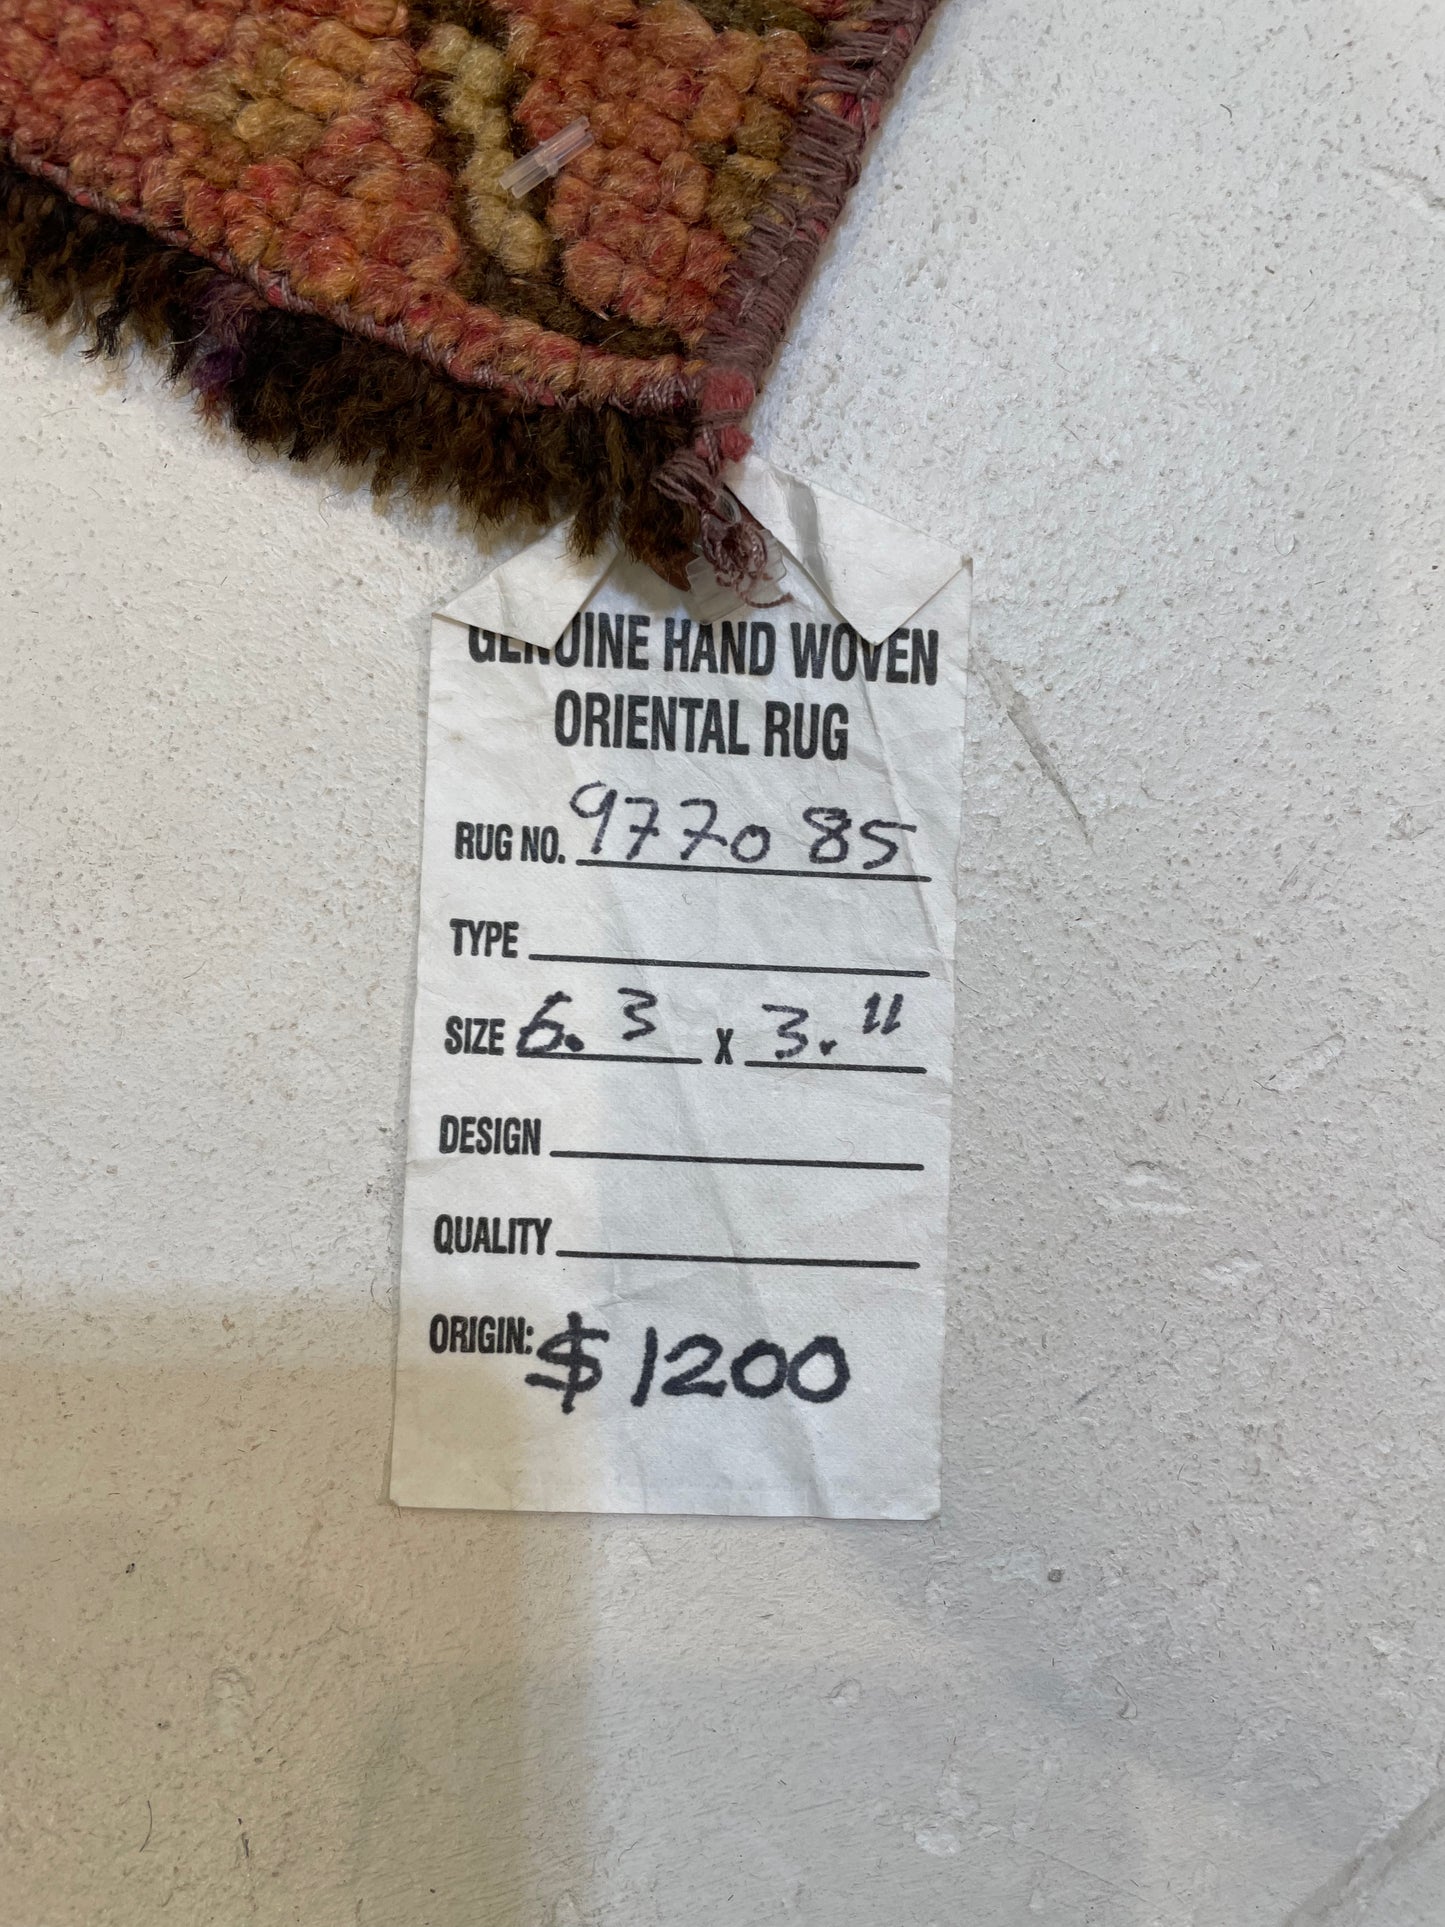 GENUINE HAND WOVEN
ORIENTAL RUG
RUG NO. 977085
TYPE
SIZE 6. 3 X 3. 11
DESIGN
QUALITY
ORIGIN: $1200